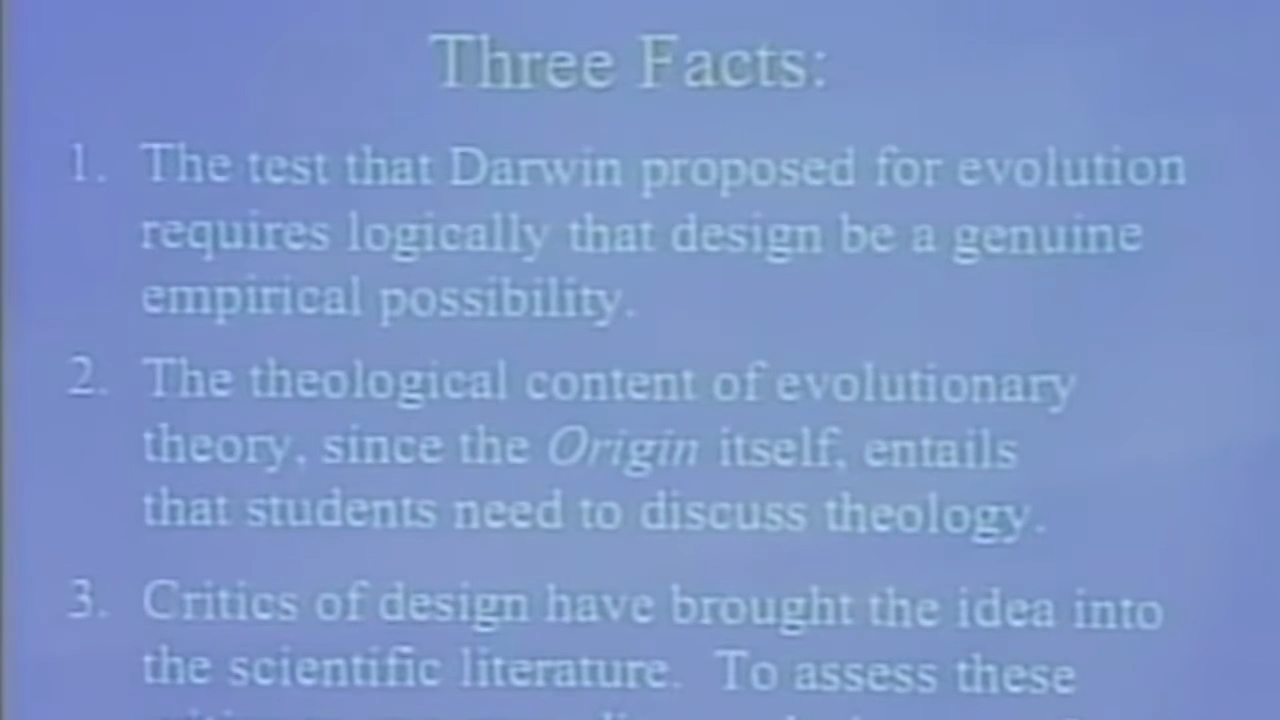 Three Facts:
1. The test that Darwin proposed for evolution
requires logically that design be a genuine
empirical possibility.
2. The theological content of evolutionary
theory, since the Origin itself, entails
that students need to discuss theology.
3. Critics of design have brought the idea into
the scientific literature. To assess these